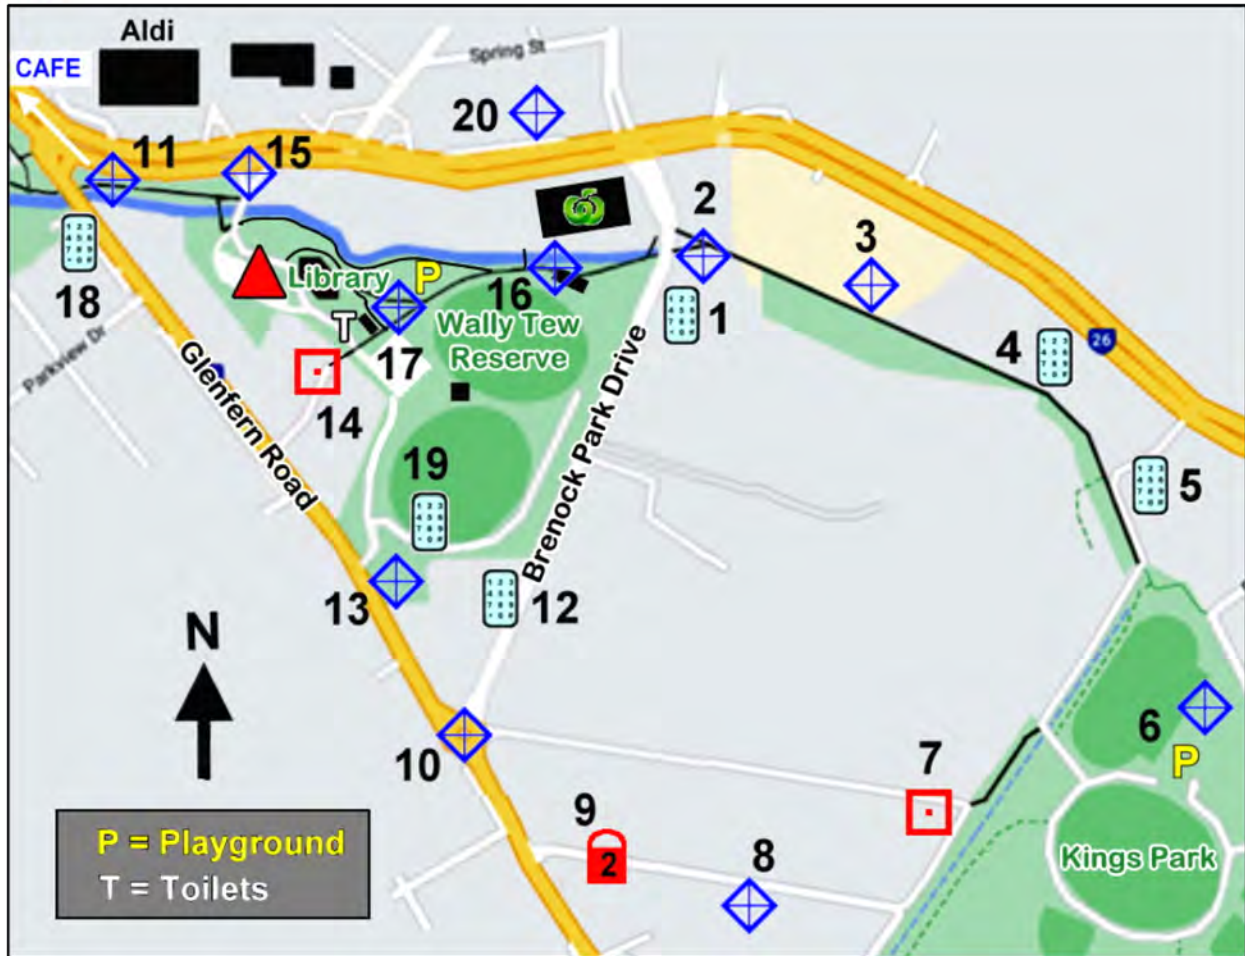 Aldi
CAFE
Spring St
20
11
15
2
3
18
Library
P
16
1
26
4
T
Wally Tew
Reserve
17
Parkview Dr
14
Glenfern Road
19
Brenock Park Drive
5
13
12
N
6
P
10
7
9
2
8
Kings Park
P = Playground
T = Toilets